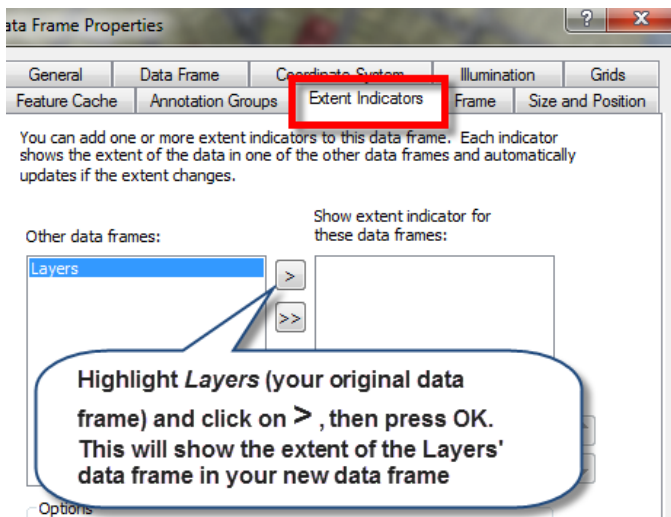 ata Frame Properties
?
X
General Data Frame Coordinate System Illumination Grids
Feature Cache Annotation Groups Extent Indicators Frame Size and Position
You can add one or more extent indicators to this data frame. Each indicator
shows the extent of the data in one of the other data frames and automatically
updates if the extent changes.
Show extent indicator for
Other data frames: these data frames:
Layers
>
>>
Highlight Layers (your original data
frame) and click on > , then press OK.
This will show the extent of the Layers'
data frame in your new data frame
Options